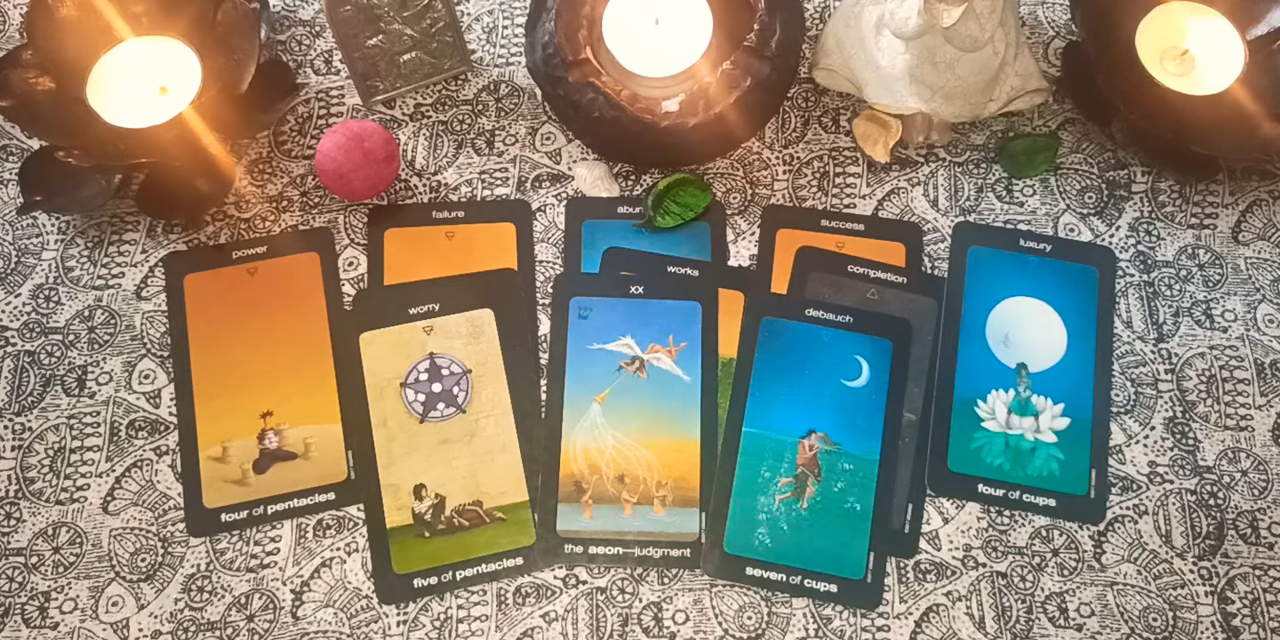 power
failure
abun
success
luxury
works
completion
worry
XX
debauch
four of pentacles
five of pentacles
the aeon—judgment
seven of cups
four of cups